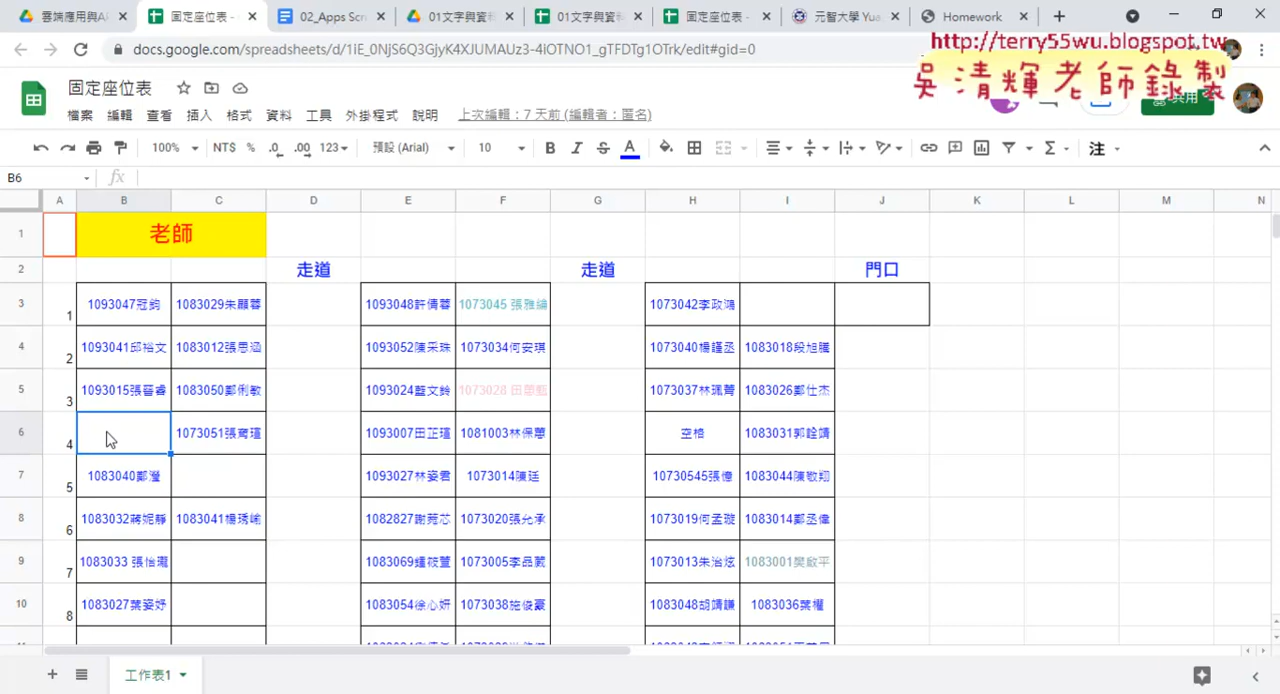 雲端應用與AI
固定座位表 -
02_Apps Scr
01文字與資料
01文字與資
固定座位表 -
元智大學 Yua
Homework
docs.google.com/spreadsheets/d/1iE_0NjS6Q3GjyK4XJUMAUz3-4iOTNO1_gTFDTg1OTrk/edit#gid=0
http://terry55wu.blogspot.tw
吳清輝老師錄製
固定座位表
檔案 編輯 查看 插入 格式 資料 工具 外掛程式 說明 上次編輯：7 天前 (編輯者：匿名)
共用
100% NT$ % .0 .00 123 預設 (Arial) 10 B I S A Σ 注
B6 fx
A B C D E F G H I J K L M N
1 老師
2 走道 走道 門口
3 1 1093047冠鈞 1083029朱顯蓉 1093048許倩蓉 1073045 張雅綸 1073042李政鴻
4 2 1093041邱裕文 1083012張思涵 1093052陳采珠 1073034何安琪 1073040楊謹丞 1083018段旭騰
5 3 1093015張容睿 1083050鄭俐敏 1093024藍文鈴 1073028 田 1073037林珮菁 1083026鄭仕杰
6 4 1073051張 1093007田芷瑄 1081003林保蕙 空格 1083031郭詮靖
7 5 1083040鄭瀅 1093027林姿君 1073014陳廷 10730545張偉 1083044陳敬翔
8 6 1083032蔣妮靜 1083041楊琇崳 1082827謝菀芯 1073020張允承 1073019何孟璇 1083014鄭丞偉
9 7 1083033 張怡瓏 1083069鍾筱萱 1073005李品葳 1073013朱治炫 1083001樊啟平
10 8 1083027葉姿妤 1083054徐心妍 1073038施俊豪 1083048胡靖謙 1083036葉權
工作表1